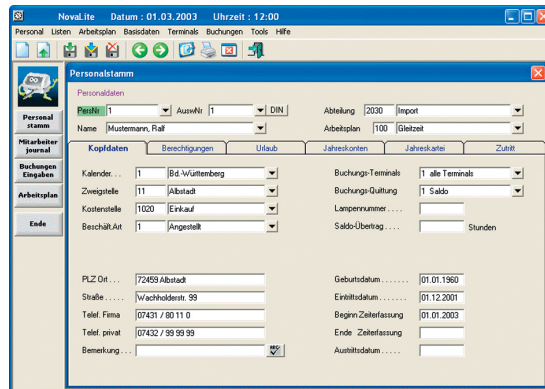 NovaLite Datum : 01.03.2003 Uhrzeit : 12:00
Personal Listen Arbeitsplan Basisdaten Terminals Buchungen Tools Hilfe
Personalstamm
Personaldaten
PersNr 1 AuswNr 1 DIN Abteilung 2030 Import
Name Mustermann, Ralf Arbeitsplan 100 Gleitzeit
Kopfdaten Berechtigungen Urlaub Jahreskonten Jahreskartei Zutritt
Kalender. . . 1 Bd.-Württemberg Buchungs-Terminals 1 alle Terminals
Zweigstelle 11 Albstadt Buchungs-Quittung 1 Saldo
Kostenstelle 1020 Einkauf Lampennummer . . . .
Beschäft.Art 1 Angestellt Saldo-Übertrag . . . . Stunden
PLZ Ort . . . 72459 Albstadt Geburtsdatum . . . . . . . 01.01.1960
Straße . . . . . Wachholderstr. 99 Eintrittsdatum . . . . . . . 01.12.2001
Telef. Firma 07431 / 80 11 0 Beginn Zeiterfassung 01.01.2003
Telef. privat 07432 / 99 99 99 Ende Zeiterfassung
Bemerkung . . . ABC Austrittsdatum . . . . .
Personal
stamm
Mitarbeiter
journal
Buchungen
Eingaben
Arbeitsplan
Ende